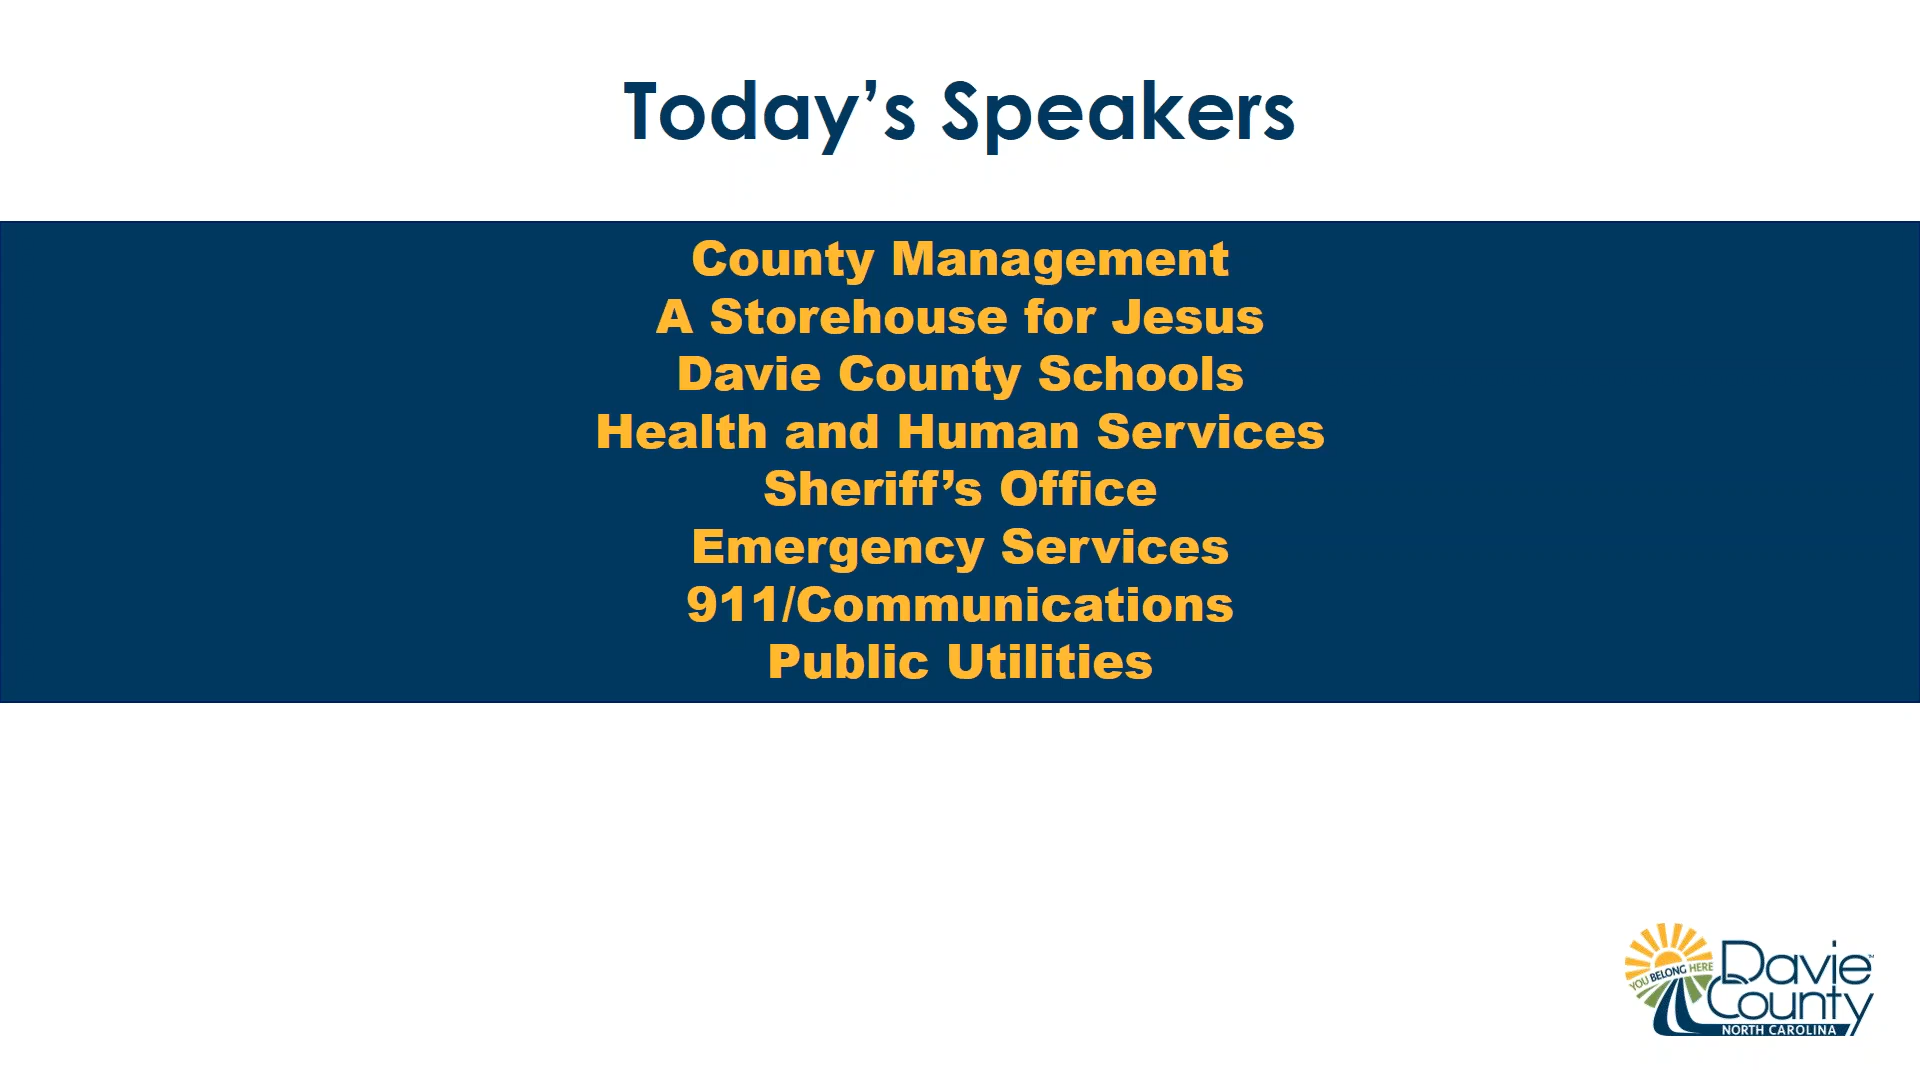 Today’s Speakers
County Management
A Storehouse for Jesus
Davie County Schools
Health and Human Services
Sheriff’s Office
Emergency Services
911/Communications
Public Utilities
YOU BELONG HERE
Davie™
County
NORTH CAROLINA